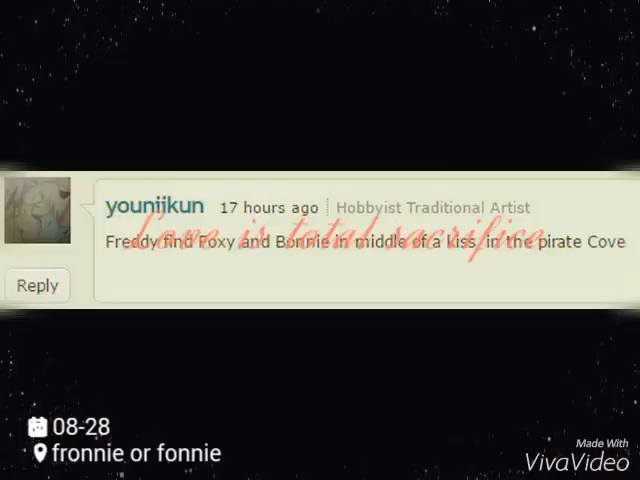 youniikun 17 hours ago Hobbyist Traditional Artist
Love is total sacrifice
Freddy find Foxy and Bonnie in middle of a kiss, in the pirate Cove
Reply
08-28
fronnie or fonnie
Made With
VivaVideo